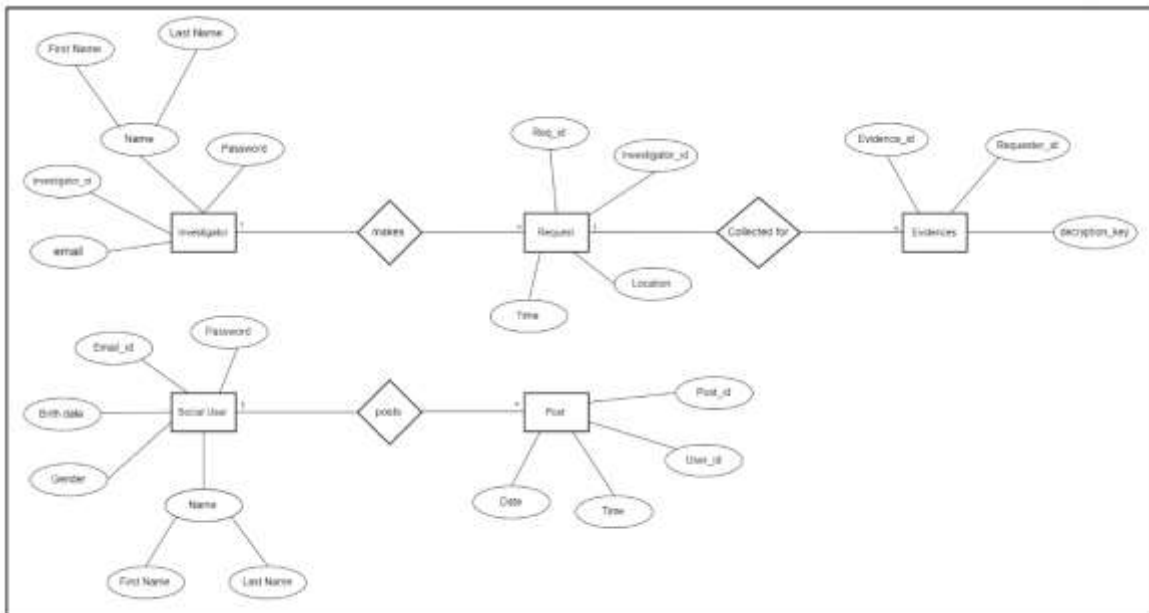 First Name
Last Name
Name
Password
Investigator_id
email
Investigator
1
makes
*
Request
Req_id
Investigator_id
Time
Location
1
Collected for
*
Evidences
Evidence_id
Requester_id
decryption_key
Email_id
Password
Birth date
Gender
Social User
Name
First Name
Last Name
1
posts
*
Post
Post_id
User_id
Date
Time